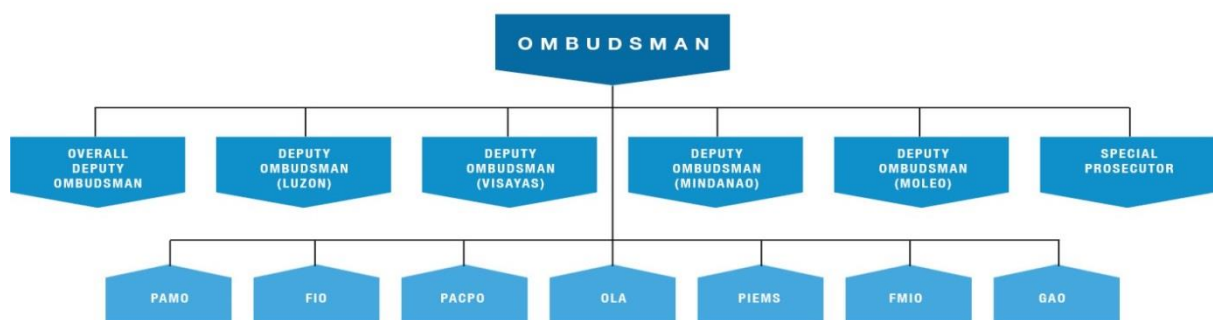 OMBUDSMAN
OVERALL
DEPUTY
OMBUDSMAN
DEPUTY
OMBUDSMAN
(LUZON)
DEPUTY
OMBUDSMAN
(VISAYAS)
DEPUTY
OMBUDSMAN
(MINDANAO)
DEPUTY
OMBUDSMAN
(MOLEO)
SPECIAL
PROSECUTOR
PAMO
FIO
PACPO
OLA
PIEMS
FMIO
GAO